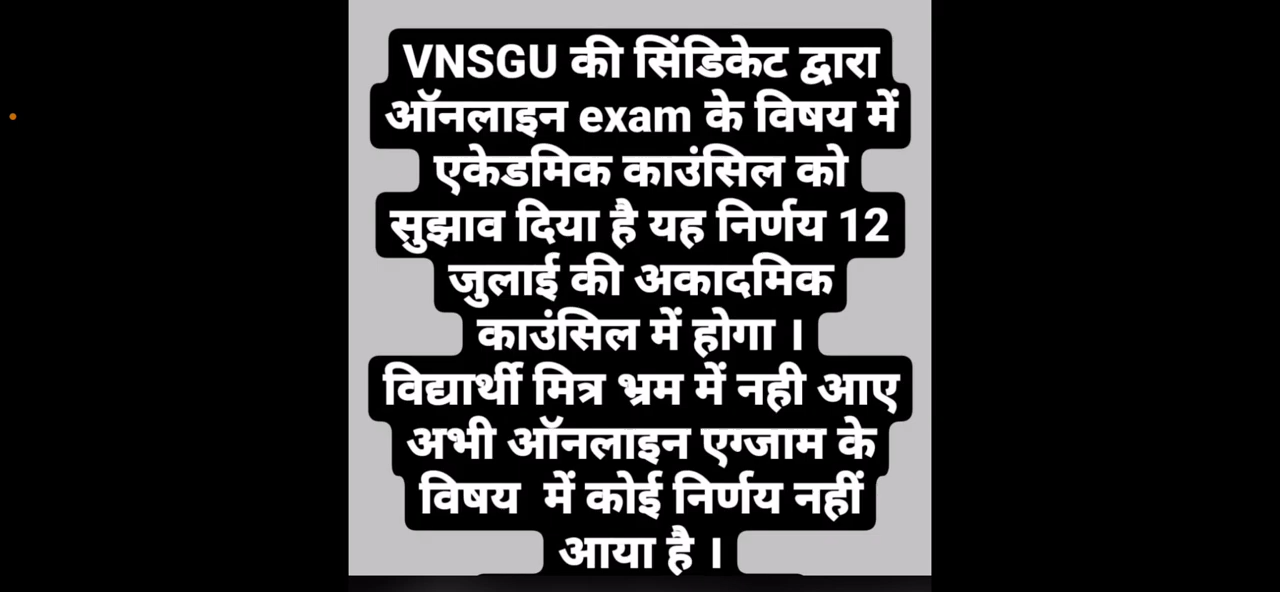 VNSGU की सिंडिकेट द्वारा
ऑनलाइन exam के विषय में
एकेडमिक काउंसिल को
सुझाव दिया है यह निर्णय 12
जुलाई की अकादमिक
काउंसिल में होगा ।
विद्यार्थी मित्र भ्रम में नही आए
अभी ऑनलाइन एग्जाम के
विषय में कोई निर्णय नहीं
आया है ।